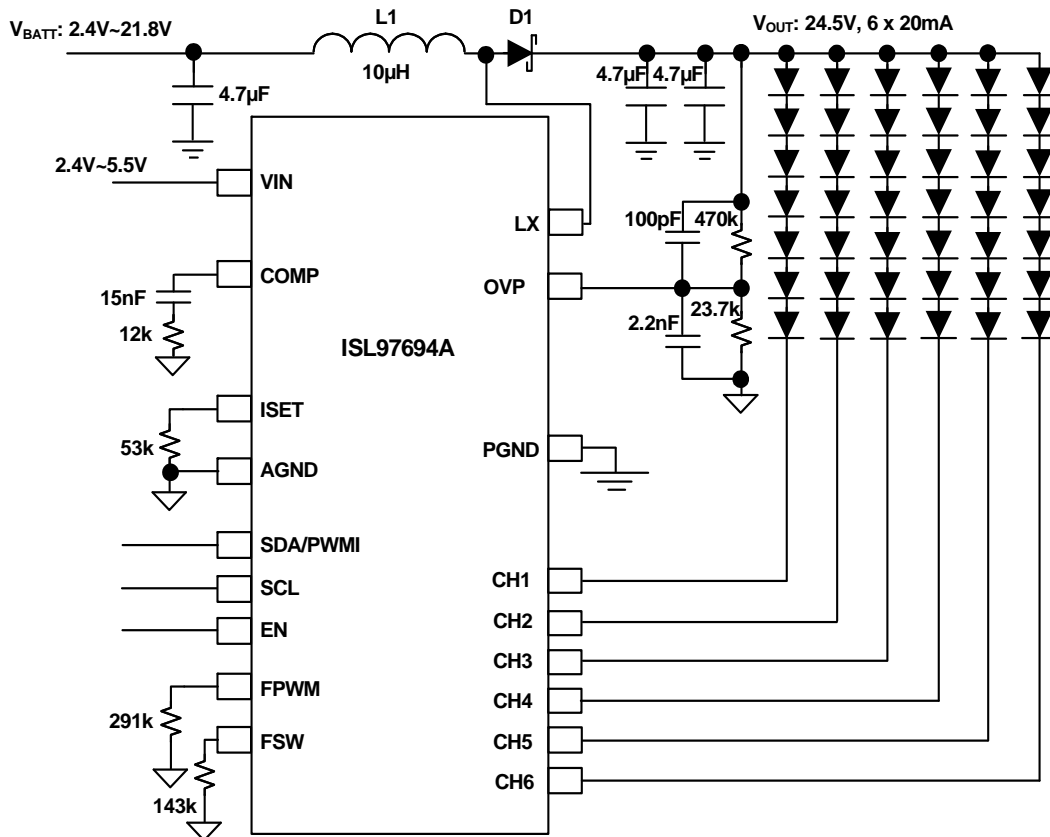 L1
D1
VBATT: 2.4V~21.8V
VOUT: 24.5V, 6 x 20mA
10µH
4.7µF
4.7µF 4.7µF
2.4V~5.5V
VIN
LX
100pF 470k
COMP
OVP
15nF
12k
2.2nF
23.7k
ISL97694A
ISET
53k
AGND
PGND
SDA/PWMI
SCL
EN
CH1
CH2
CH3
CH4
CH5
CH6
FPWM
291k
FSW
143k